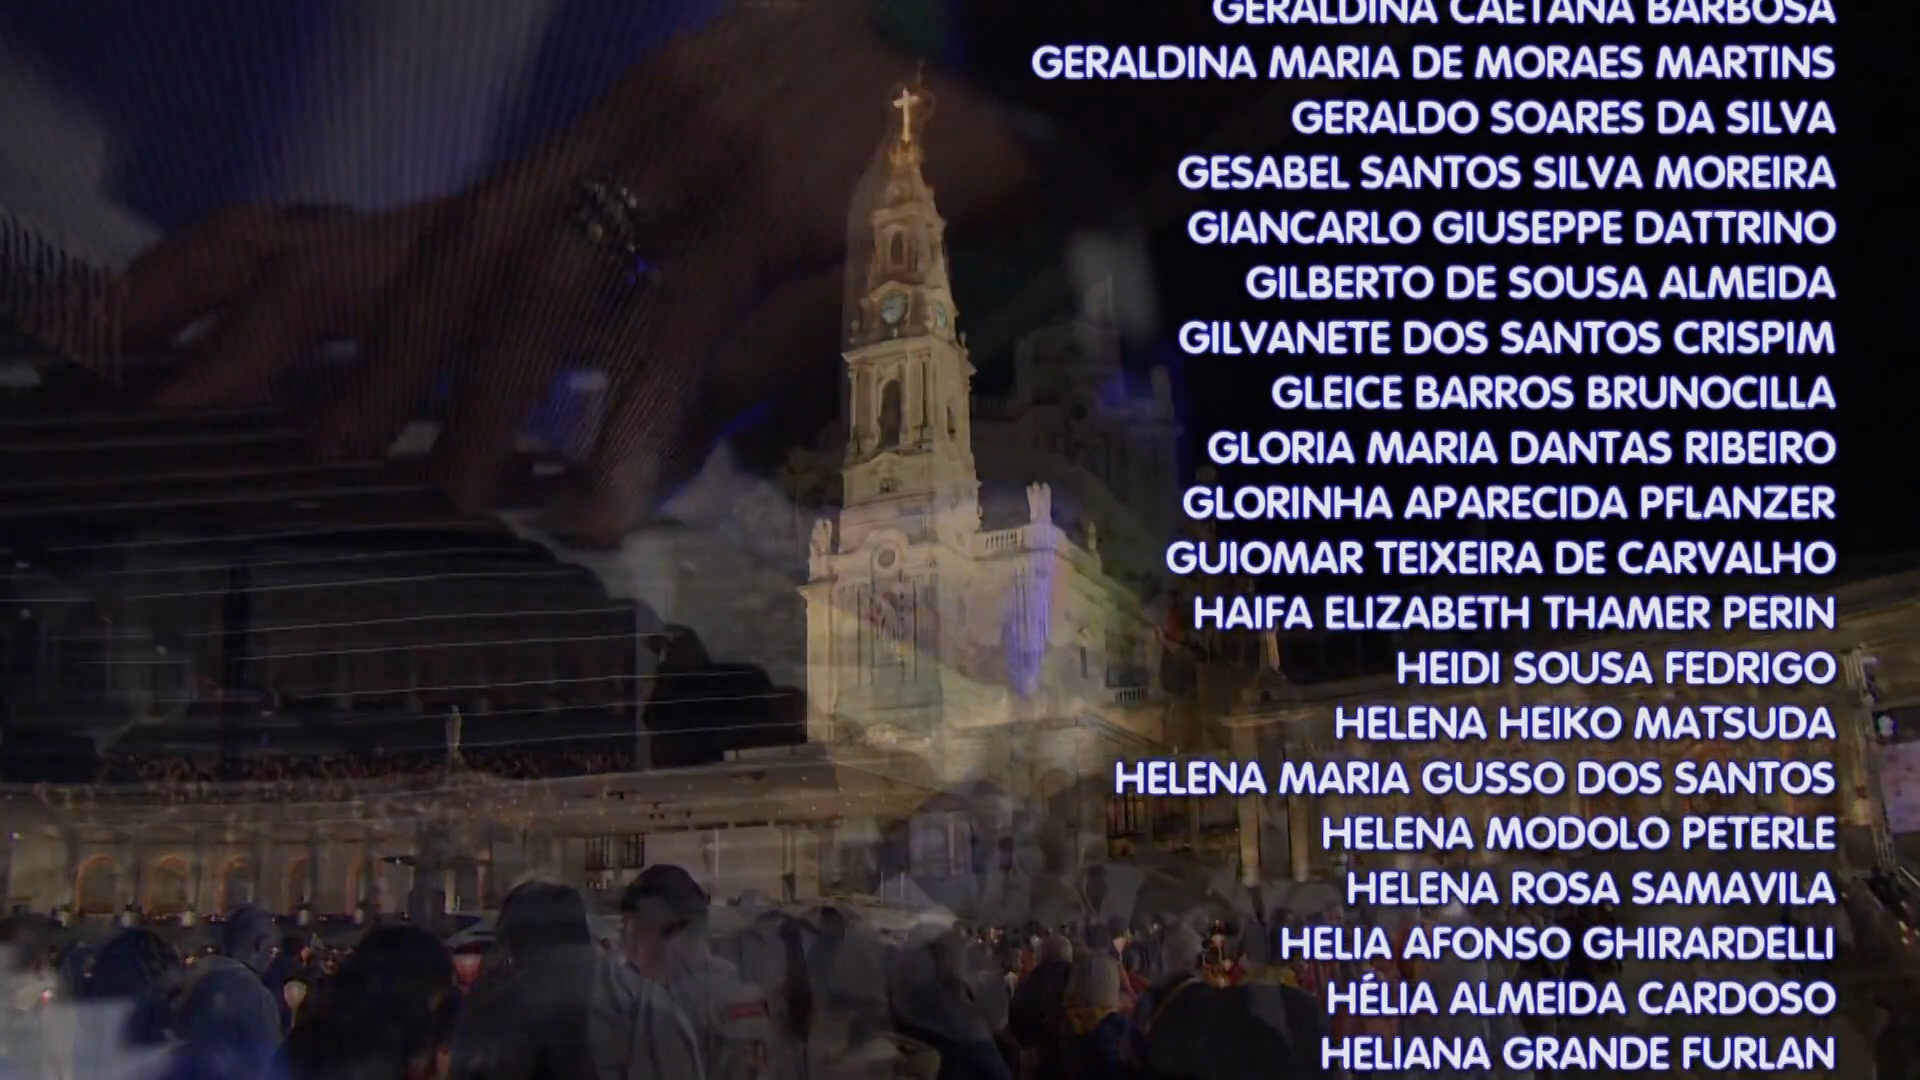 GERALDINA CAETANA BARBOSA
GERALDINA MARIA DE MORAES MARTINS
GERALDO SOARES DA SILVA
GESABEL SANTOS SILVA MOREIRA
GIANCARLO GIUSEPPE DATTRINO
GILBERTO DE SOUSA ALMEIDA
GILVANETE DOS SANTOS CRISPIM
GLEICE BARROS BRUNOCILLA
GLORIA MARIA DANTAS RIBEIRO
GLORINHA APARECIDA PFLANZER
GUIOMAR TEIXEIRA DE CARVALHO
HAIFA ELIZABETH THAMER PERIN
HEIDI SOUSA FEDRIGO
HELENA HEIKO MATSUDA
HELENA MARIA GUSSO DOS SANTOS
HELENA MODOLO PETERLE
HELENA ROSA SAMAVILA
HELIA AFONSO GHIRARDELLI
HÉLIA ALMEIDA CARDOSO
HELIANA GRANDE FURLAN